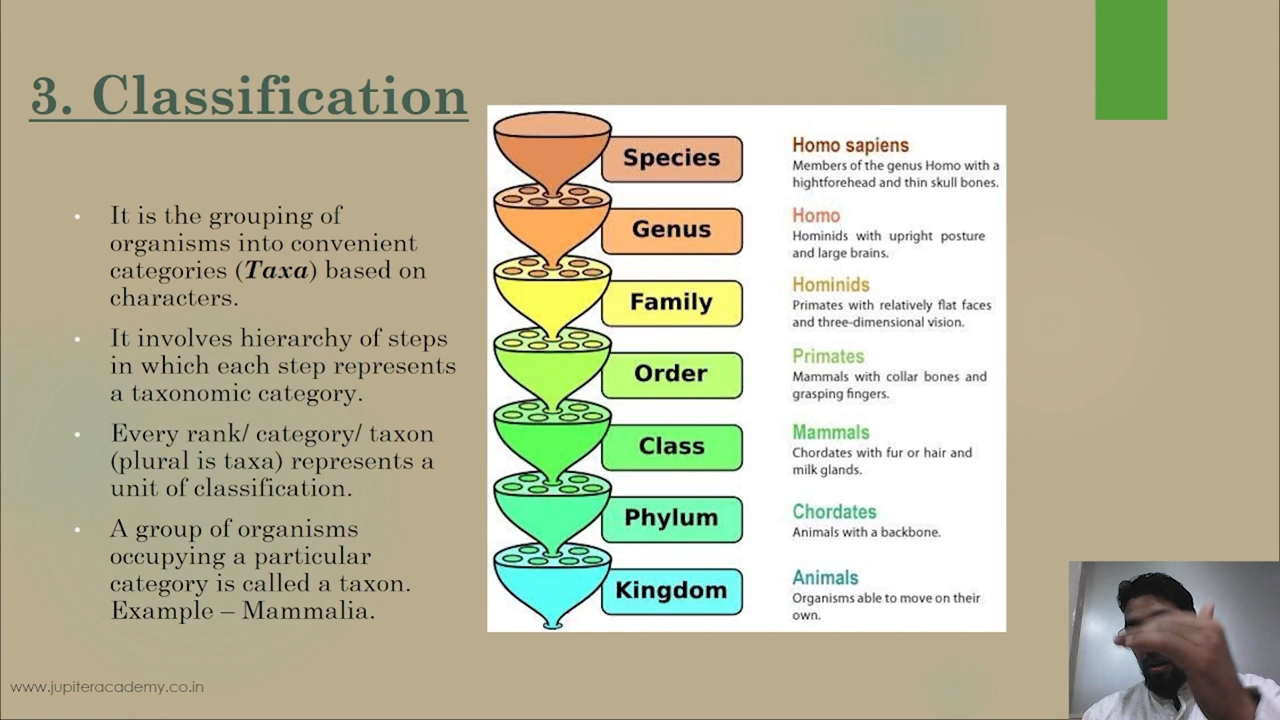 3. Classification
• It is the grouping of
organisms into convenient
categories (Taxa) based on
characters.
• It involves hierarchy of steps
in which each step represents
a taxonomic category.
• Every rank/ category/ taxon
(plural is taxa) represents a
unit of classification.
• A group of organisms
occupying a particular
category is called a taxon.
Example – Mammalia.
Species
Homo sapiens
Members of the genus Homo with a
hightforehead and thin skull bones.
Genus
Homo
Hominids with upright posture
and large brains.
Family
Hominids
Primates with relatively flat faces
and three-dimensional vision.
Order
Primates
Mammals with collar bones and
grasping fingers.
Class
Mammals
Chordates with fur or hair and
milk glands.
Phylum
Chordates
Animals with a backbone.
Kingdom
Animals
Organisms able to move on their
own.
www.jupiteracademy.co.in